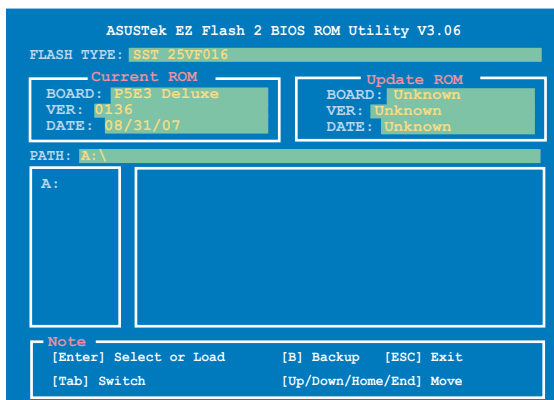 ASUSTek EZ Flash 2 BIOS ROM Utility V3.06
FLASH TYPE: SST 25VF016
Current ROM
BOARD: P5E3 Deluxe
VER: 0136
DATE: 08/31/07
Update ROM
BOARD: Unknown
VER: Unknown
DATE: Unknown
PATH: A:\
A:
Note
[Enter] Select or Load [B] Backup [ESC] Exit
[Tab] Switch [Up/Down/Home/End] Move